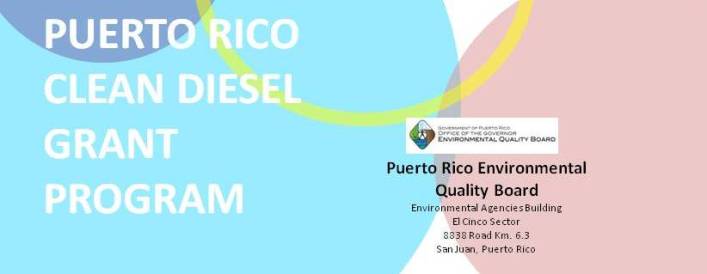 PUERTO RICO
CLEAN DIESEL
GRANT
PROGRAM
GOVERNMENT OF PUERTO RICO
OFFICE OF THE GOVERNOR
ENVIRONMENTAL QUALITY BOARD
Puerto Rico Environmental
Quality Board
Environmental Agencies Building
El Cinco Sector
8838 Road Km. 6.3
San Juan, Puerto Rico